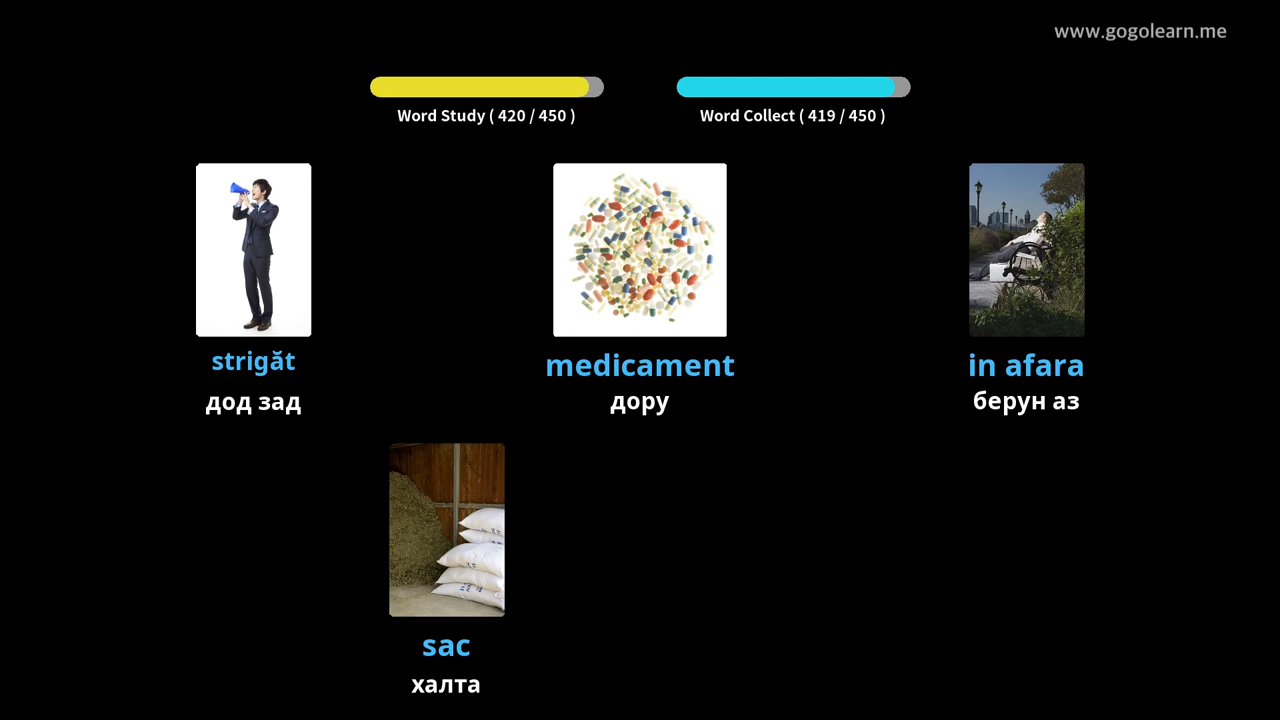 www.gogolearn.me
Word Study ( 420 / 450 )
Word Collect ( 419 / 450 )
strigăt
medicament
in afara
дод зад
дору
берун аз
sac
халта